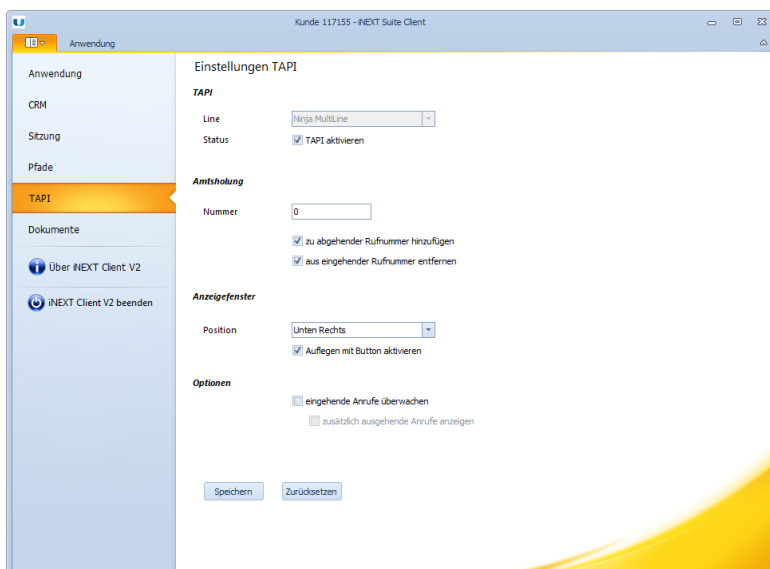 Kunde 117155 - iNEXT Suite Client
Anwendung
Anwendung
CRM
Sitzung
Pfade
TAPI
Dokumente
Über iNEXT Client V2
iNEXT Client V2 beenden
Einstellungen TAPI
TAPI
Line Ninja MultiLine
Status TAPI aktivieren
Amtsholung
Nummer 0
zu abgehender Rufnummer hinzufügen
aus eingehender Rufnummer entfernen
Anzeigefenster
Position Unten Rechts
Auflegen mit Button aktivieren
Optionen
eingehende Anrufe überwachen
zusätzlich ausgehende Anrufe anzeigen
Speichern Zurücksetzen